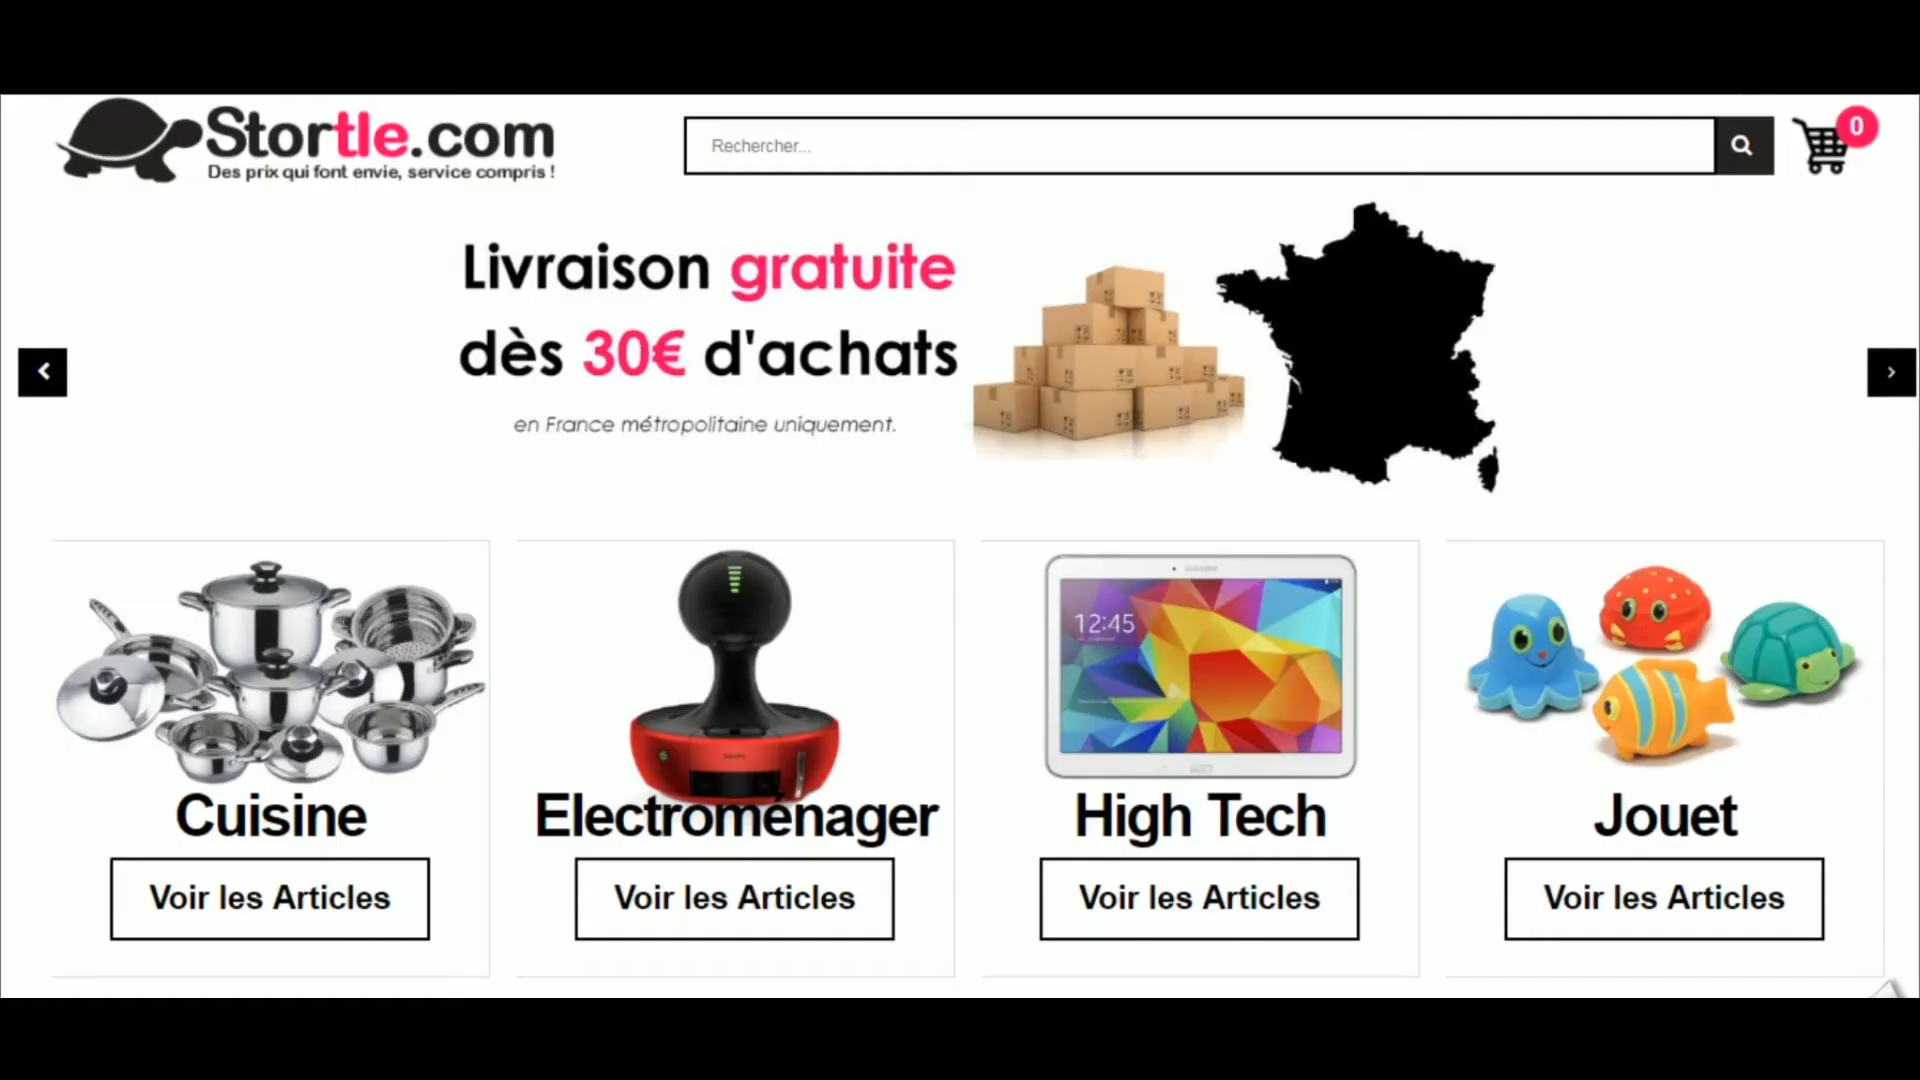 Stortle.com
Des prix qui font envie, service compris !
Rechercher...
0
Livraison gratuite
dès 30€ d'achats
en France métropolitaine uniquement.
SAMSUNG
12:45
Cuisine
Electroménager
High Tech
Jouet
Voir les Articles
Voir les Articles
Voir les Articles
Voir les Articles